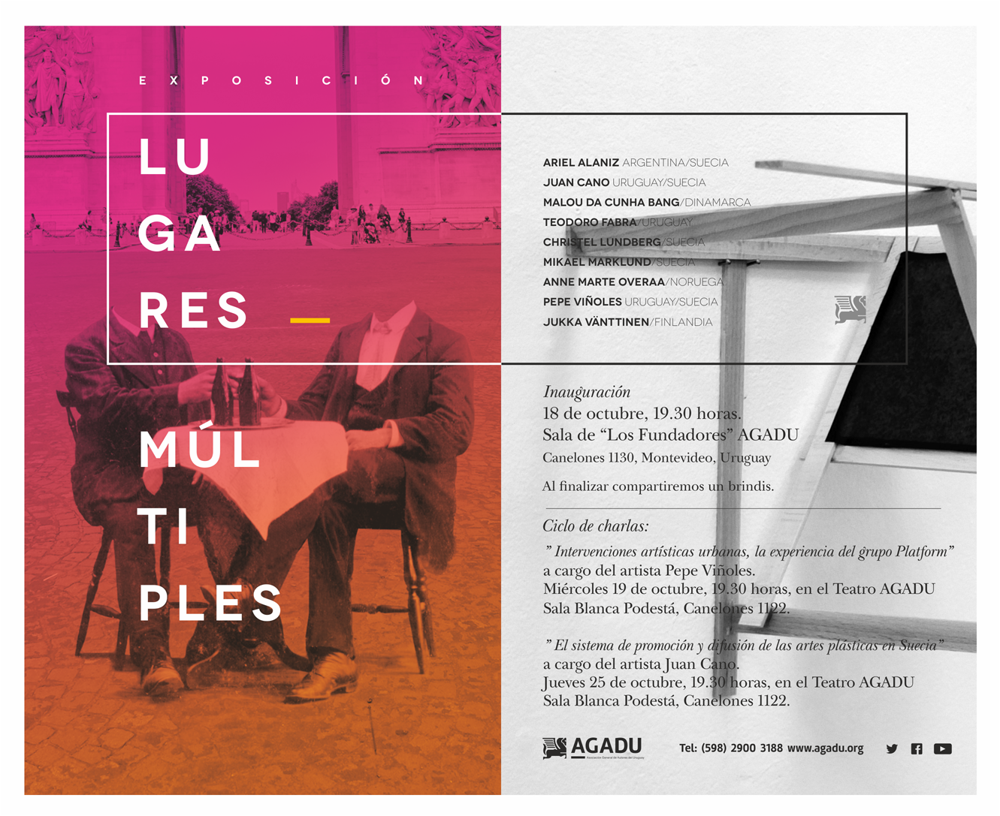 EXPOSICIÓN
LU
GA
RES
MÚL
TI
PLES
ARIEL ALANIZ ARGENTINA/SUECIA
JUAN CANO URUGUAY/SUECIA
MALOU DA CUNHA BANG/DINAMARCA
TEODORO FABRA/URUGUAY
CHRISTEL LUNDBERG/SUECIA
MIKAEL MARKLUND/SUECIA
ANNE MARTE OVERAA/NORUEGA
PEPE VIÑOLES URUGUAY/SUECIA
JUKKA VÄNTTINEN/FINLANDIA
Inauguración
18 de octubre, 19.30 horas.
Sala de “Los Fundadores” AGADU
Canelones 1130, Montevideo, Uruguay
Al finalizar compartiremos un brindis.
Ciclo de charlas:
” Intervenciones artísticas urbanas, la experiencia del grupo Platform”
a cargo del artista Pepe Viñoles.
Miércoles 19 de octubre, 19.30 horas, en el Teatro AGADU
Sala Blanca Podestá, Canelones 1122.
” El sistema de promoción y difusión de las artes plásticas en Suecia”
a cargo del artista Juan Cano.
Jueves 25 de octubre, 19.30 horas, en el Teatro AGADU
Sala Blanca Podestá, Canelones 1122.
AGADU
Asociación General de Autores del Uruguay
Tel: (598) 2900 3188 www.agadu.org